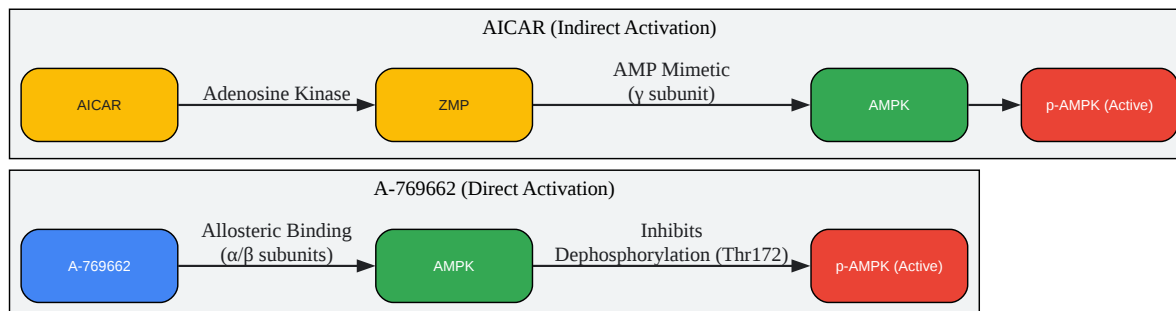 AICAR (Indirect Activation)
AICAR
Adenosine Kinase
ZMP
AMP Mimetic
(γ subunit)
AMPK
p-AMPK (Active)
A-769662 (Direct Activation)
A-769662
Allosteric Binding
(α/β subunits)
AMPK
Inhibits
Dephosphorylation (Thr172)
p-AMPK (Active)